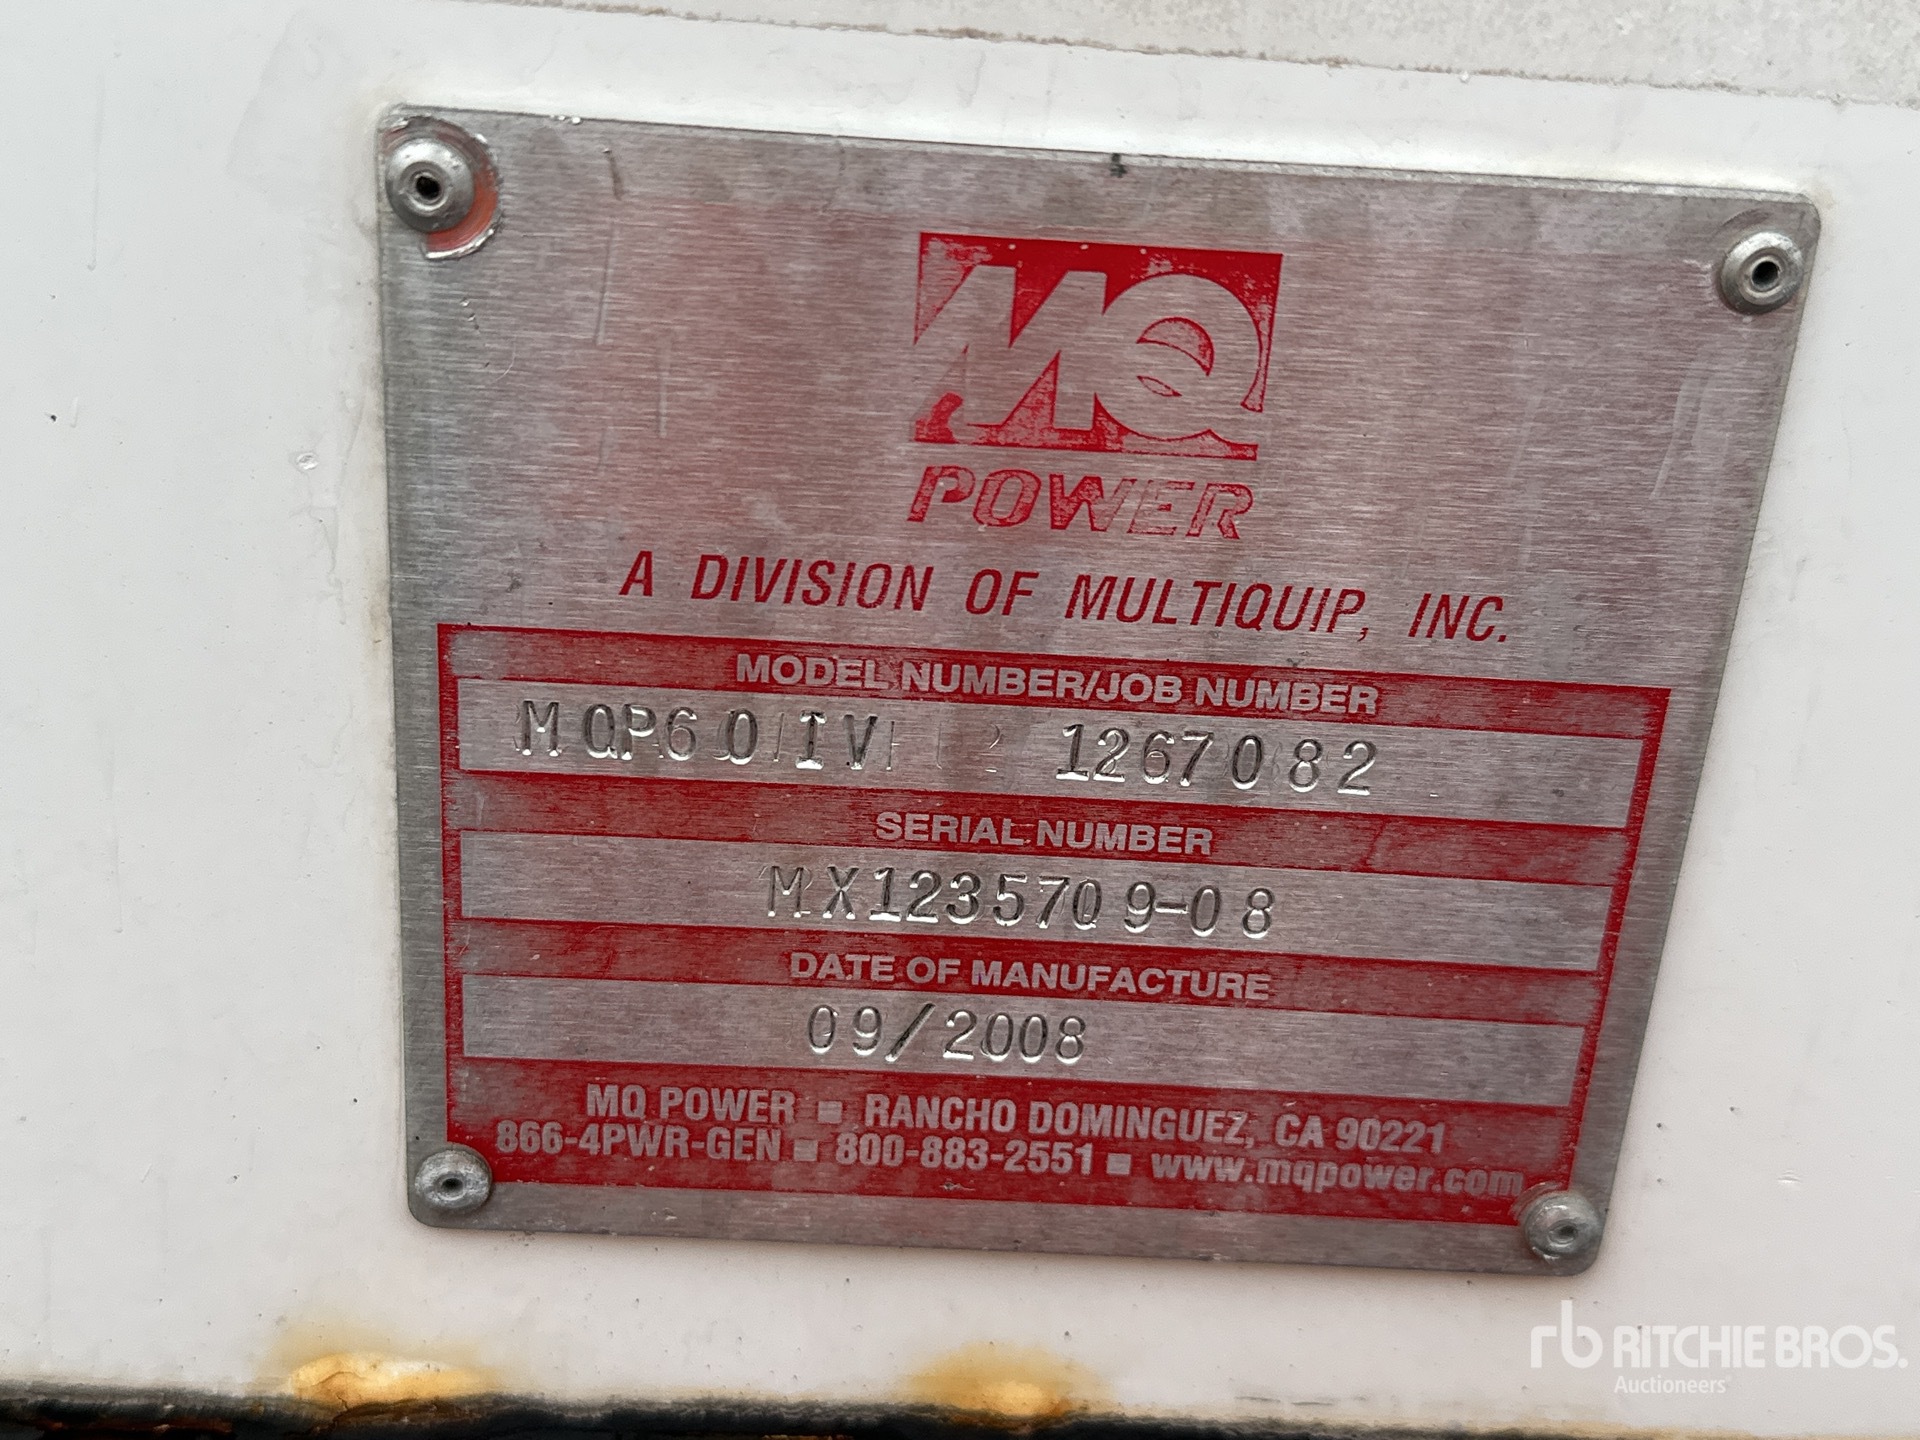 MQ
POWER
A DIVISION OF MULTIQUIP, INC.
MODEL NUMBER/JOB NUMBER
MQP60IV 1267082
SERIAL NUMBER
MX1235709-08
DATE OF MANUFACTURE
09/2008
MQ POWER ■ RANCHO DOMINGUEZ, CA 90221
866-4PWR-GEN ■ 800-883-2551 ■ www.mqpower.com
rb RITCHIE BROS.
Auctioneers